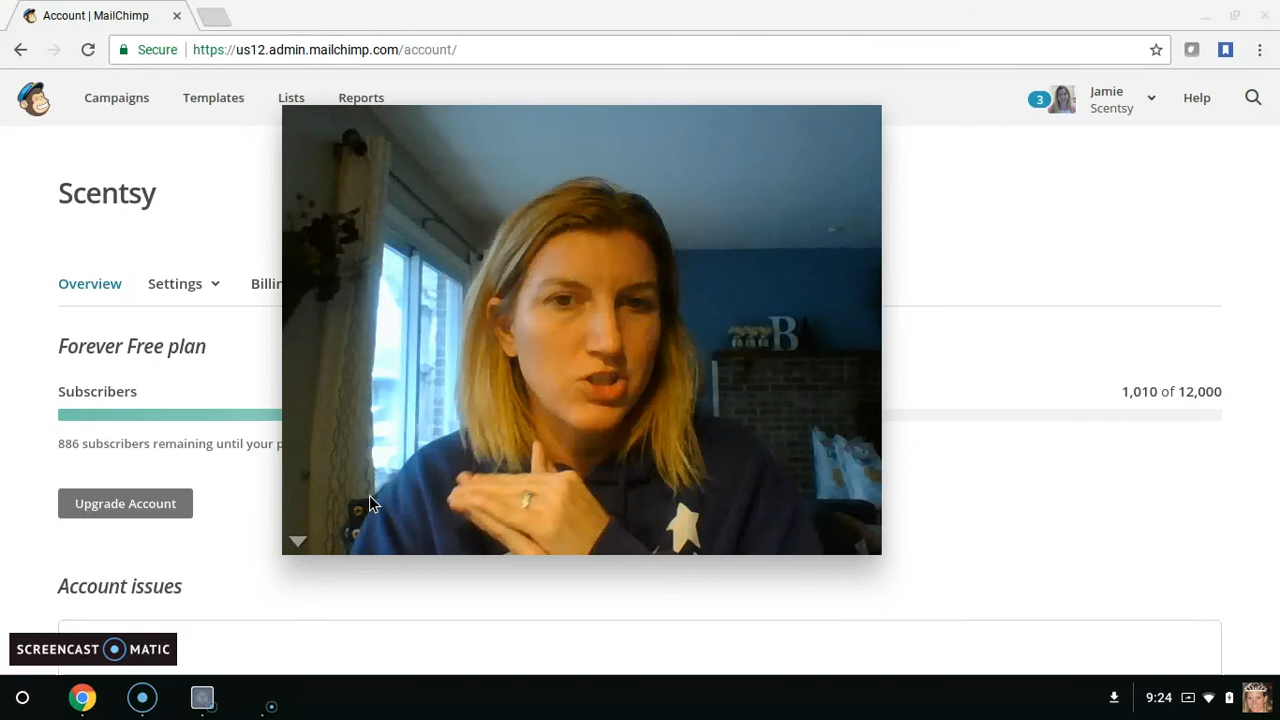 Account | MailChimp
Secure https://us12.admin.mailchimp.com/account/
Campaigns Templates Lists Reports 3 Jamie Help
Scentsy
Scentsy
Overview Settings Billin
Forever Free plan
Subscribers 1,010 of 12,000
886 subscribers remaining until your p
Upgrade Account
Account issues
SCREENCAST MATIC
9:24
B